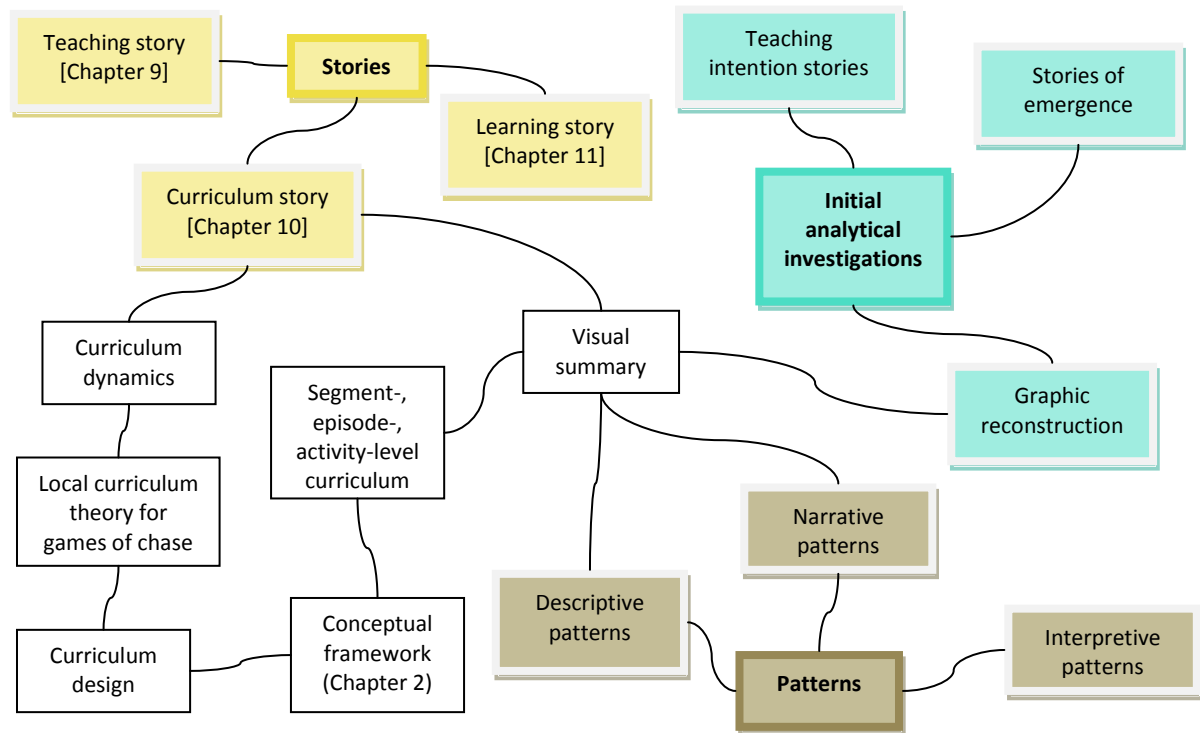 Teaching story
[Chapter 9]
Stories
Learning story
[Chapter 11]
Curriculum story
[Chapter 10]
Teaching
intention stories
Stories of
emergence
Initial
analytical
investigations
Graphic
reconstruction
Visual
summary
Curriculum
dynamics
Segment-,
episode-,
activity-level
curriculum
Local curriculum
theory for
games of chase
Curriculum
design
Conceptual
framework
(Chapter 2)
Narrative
patterns
Descriptive
patterns
Patterns
Interpretive
patterns